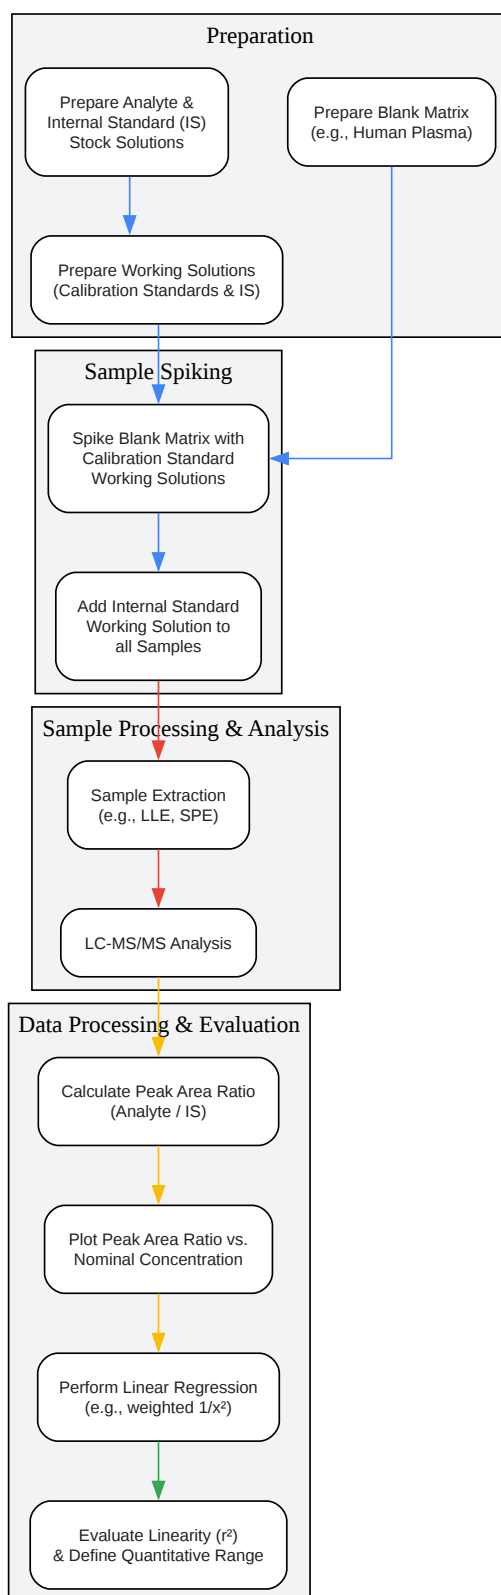 Preparation
Prepare Analyte &
Internal Standard (IS)
Stock Solutions
Prepare Blank Matrix
(e.g., Human Plasma)
Prepare Working Solutions
(Calibration Standards & IS)
Sample Spiking
Spike Blank Matrix with
Calibration Standard
Working Solutions
Add Internal Standard
Working Solution to
all Samples
Sample Processing & Analysis
Sample Extraction
(e.g., LLE, SPE)
LC-MS/MS Analysis
Data Processing & Evaluation
Calculate Peak Area Ratio
(Analyte / IS)
Plot Peak Area Ratio vs.
Nominal Concentration
Perform Linear Regression
(e.g., weighted 1/x²)
Evaluate Linearity (r²)
& Define Quantitative Range